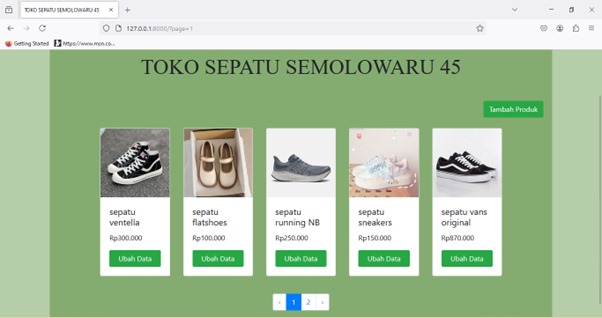 TOKO SEPATU SEMOLOWARU 45
127.0.0.1:8000/?page=1
Getting Started https://www.msn.co...
TOKO SEPATU SEMOLOWARU 45
Tambah Produk
sepatu ventella
Rp300.000
Ubah Data
sepatu flatshoes
Rp100.000
Ubah Data
sepatu running NB
Rp250.000
Ubah Data
sepatu sneakers
Rp150.000
Ubah Data
sepatu vans original
Rp870.000
Ubah Data
‹ 1 2 ›